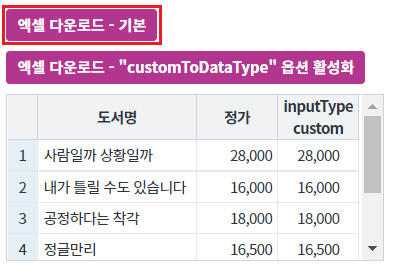 엑셀 다운로드 - 기본
엑셀 다운로드 - "customToDataType" 옵션 활성화
도서명 정가 inputType
custom
1 사람일까 상황일까 28,000 28,000
2 내가 틀릴 수도 있습니다 16,000 16,000
3 공정하다는 착각 18,000 18,000
4 정글만리 16,500 16,500